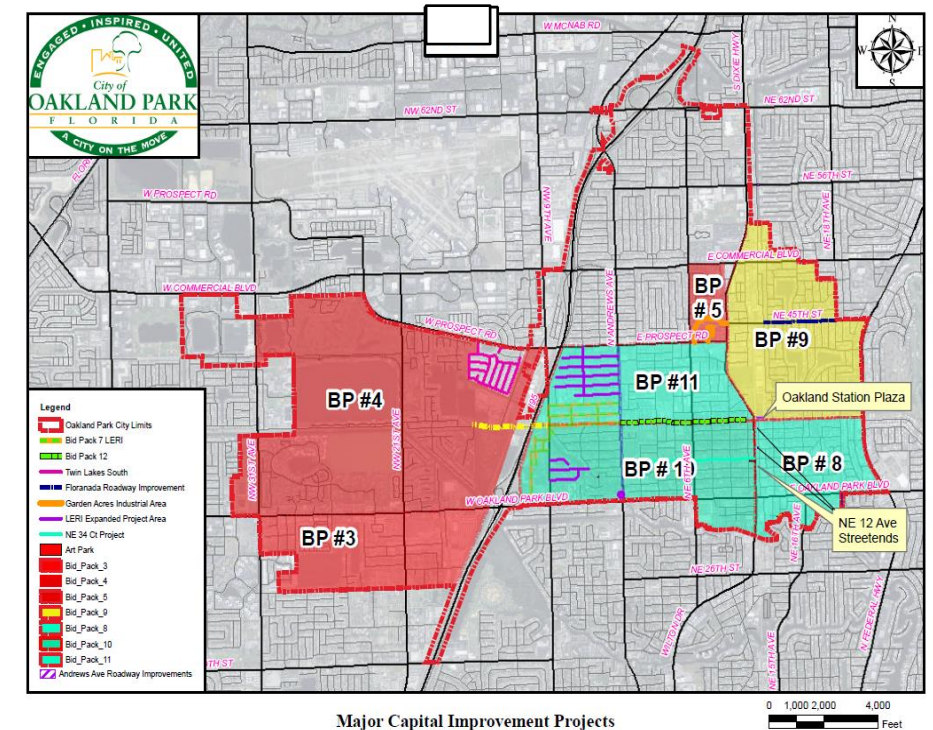 ENGAGED • INSPIRED • UNITED
City of
OAKLAND PARK
FLORIDA
A CITY ON THE MOVE
N
W
E
S
W MCNAB RD
S DIXIE HWY
NW 62ND ST
NE 62ND ST
NE 56TH ST
W PROSPECT RD
NW 9TH AVE
NE 18TH AVE
E COMMERCIAL BLVD
W COMMERCIAL BLVD
N ANDREWS AVE
BP
# 5
NE 45TH ST
W PROSPECT RD
E PROSPECT RD
BP #9
BP #11
Oakland Station Plaza
BP #4
I-95
NW 21ST AVE
NW 31ST AVE
BP # 1
NE 6TH AVE
BP # 8
E OAKLAND PARK BLVD
W OAKLAND PARK BLVD
NE 12 Ave
Streetends
BP #3
NE 16TH AVE
NE 26TH ST
WILTON DR
N FEDERAL HWY
NE 15TH AVE
TH ST
Legend
Oakland Park City Limits
Bid Pack 7 LERI
Bid Pack 12
Twin Lakes South
Floranada Roadway Improvement
Garden Acres Industrial Area
LERI Expanded Project Area
NE 34 Ct Project
Art Park
Bid_Pack_3
Bid_Pack_4
Bid_Pack_5
Bid_Pack_9
Bid_Pack_8
Bid_Pack_10
Bid_Pack_11
Andrews Ave Roadway Improvements
Major Capital Improvement Projects
0 1,000 2,000 4,000
Feet